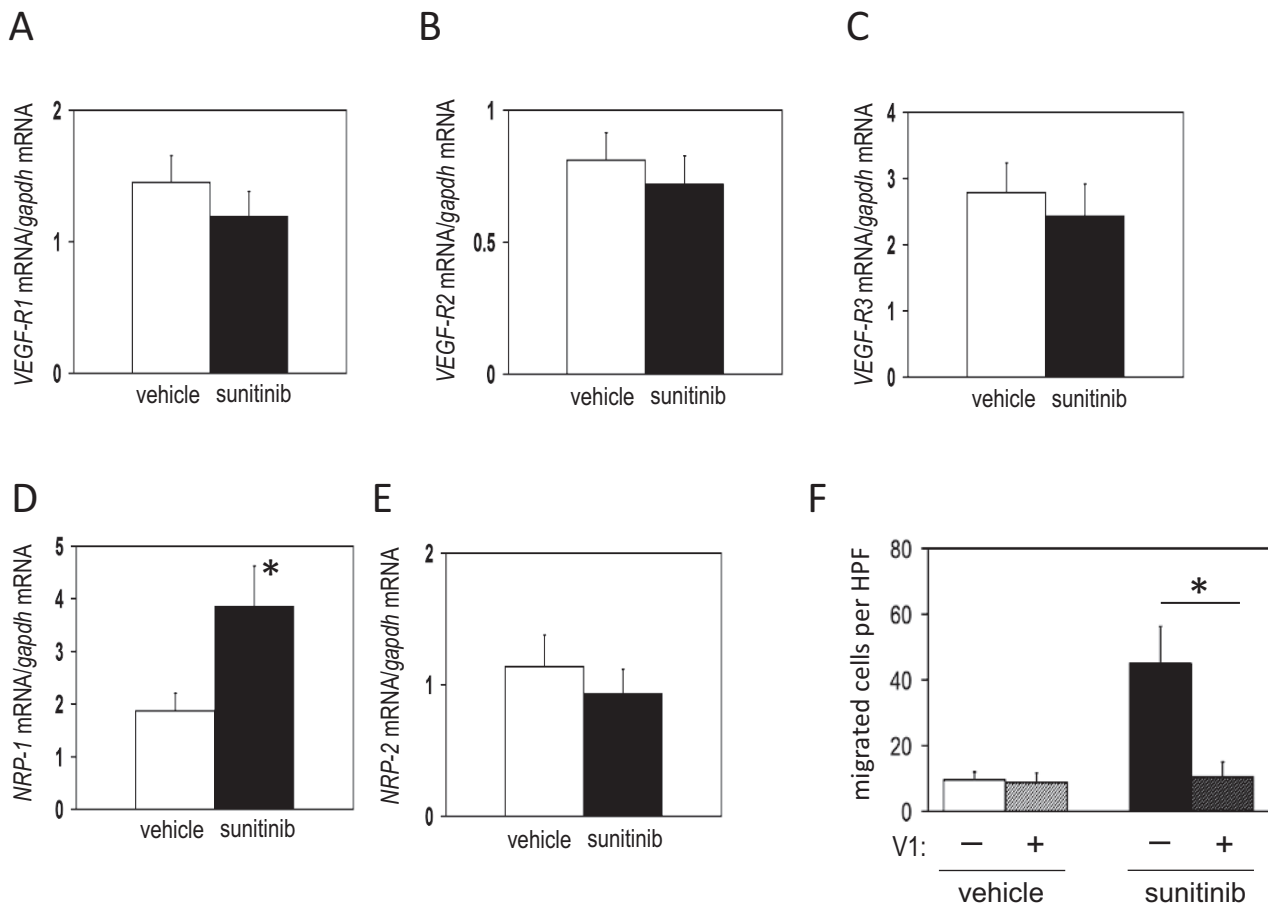 A
VEGF-R1 mRNA/gapdh mRNA
2
1
0
vehicle sunitinib
B
VEGF-R2 mRNA/gapdh mRNA
1
0.5
0
vehicle sunitinib
C
VEGF-R3 mRNA/gapdh mRNA
4
3
2
1
0
vehicle sunitinib
D
NRP-1 mRNA/gapdh mRNA
5
4
3
2
1
0
*
vehicle sunitinib
E
NRP-2 mRNA/gapdh mRNA
2
1
0
vehicle sunitinib
F
migrated cells per HPF
80
60
40
20
0
*
V1: – + – +
vehicle sunitinib